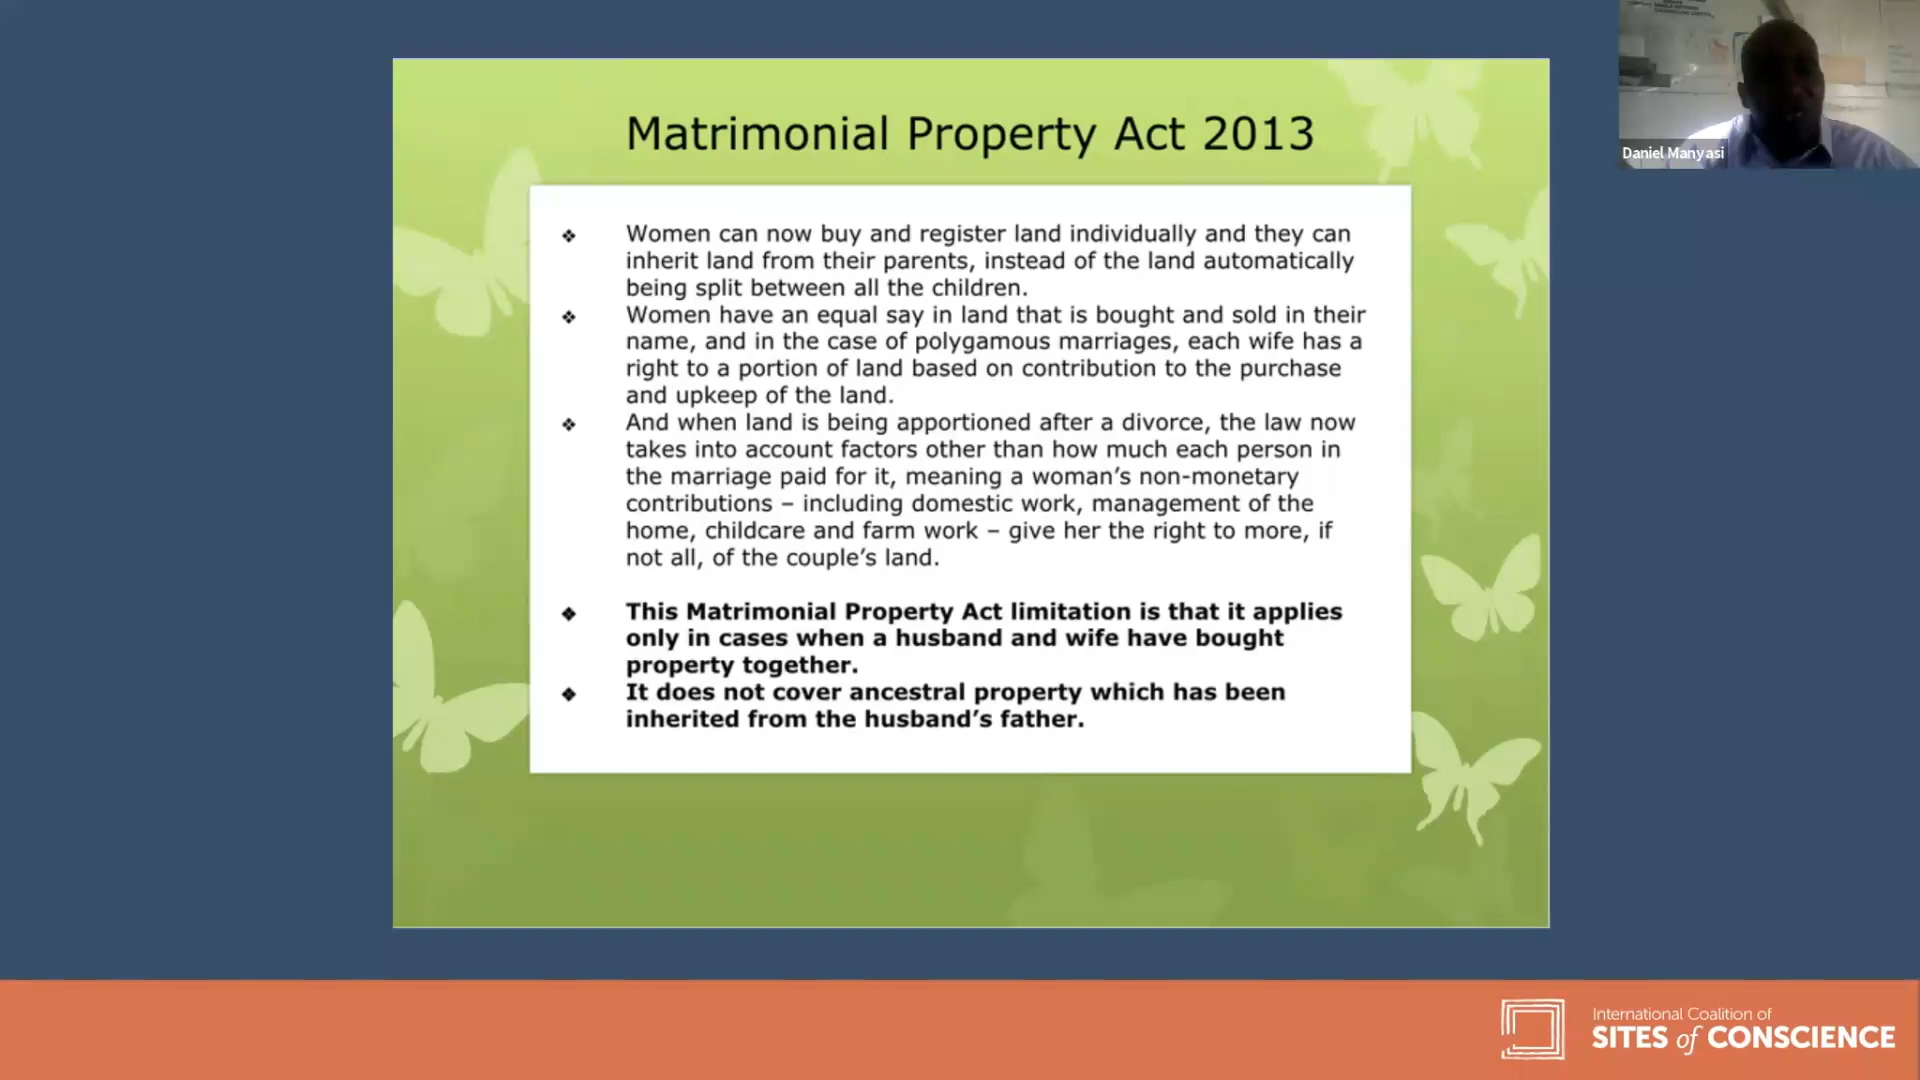 Matrimonial Property Act 2013
❖ Women can now buy and register land individually and they can
inherit land from their parents, instead of the land automatically
being split between all the children.
❖ Women have an equal say in land that is bought and sold in their
name, and in the case of polygamous marriages, each wife has a
right to a portion of land based on contribution to the purchase
and upkeep of the land.
❖ And when land is being apportioned after a divorce, the law now
takes into account factors other than how much each person in
the marriage paid for it, meaning a woman’s non-monetary
contributions – including domestic work, management of the
home, childcare and farm work – give her the right to more, if
not all, of the couple’s land.
❖ This Matrimonial Property Act limitation is that it applies
only in cases when a husband and wife have bought
property together.
❖ It does not cover ancestral property which has been
inherited from the husband’s father.
Daniel Manyasi
International Coalition of
SITES of CONSCIENCE